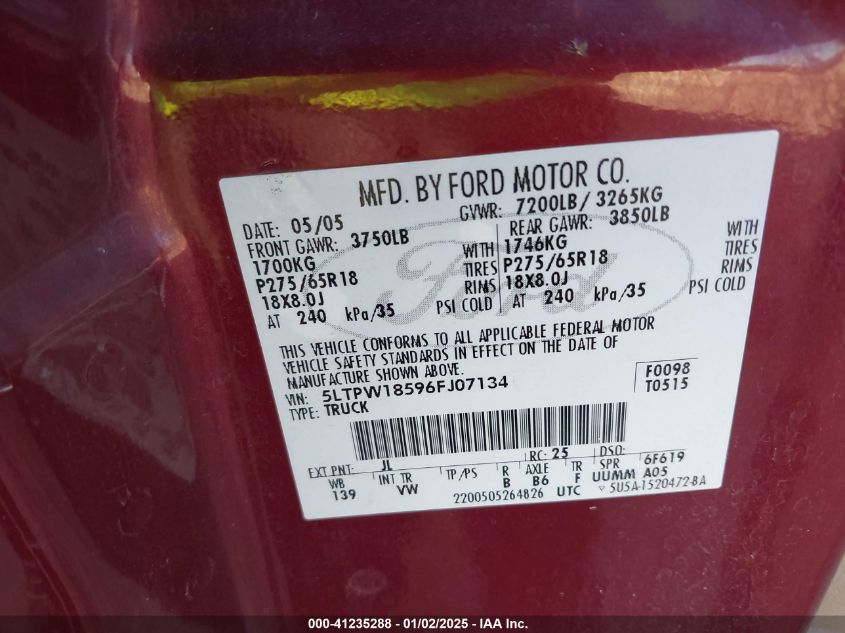 MFD. BY FORD MOTOR CO.
DATE: 05/05 GVWR: 7200LB/ 3265KG
FRONT GAWR: 3750LB REAR GAWR: 3850LB
1700KG WITH 1746KG WITH
P275/65R18 TIRES P275/65R18 TIRES
18X8.0J RIMS 18X8.0J RIMS
AT 240 kPa/35 PSI COLD AT 240 kPa/35 PSI COLD
Ford
THIS VEHICLE CONFORMS TO ALL APPLICABLE FEDERAL MOTOR
VEHICLE SAFETY STANDARDS IN EFFECT ON THE DATE OF
MANUFACTURE SHOWN ABOVE.
VIN: 5LTPW18596FJ07134 F0098
TYPE: TRUCK T0515
EXT PNT: JL RC: 25 DSO:
WB INT TR TP/PS R AXLE TR SPR 6F619
139 VW B B6 F UUMM A05
2200505264826 UTC ▽ 5U5A-1520472-BA
000-41235288 - 01/02/2025 - IAA Inc.